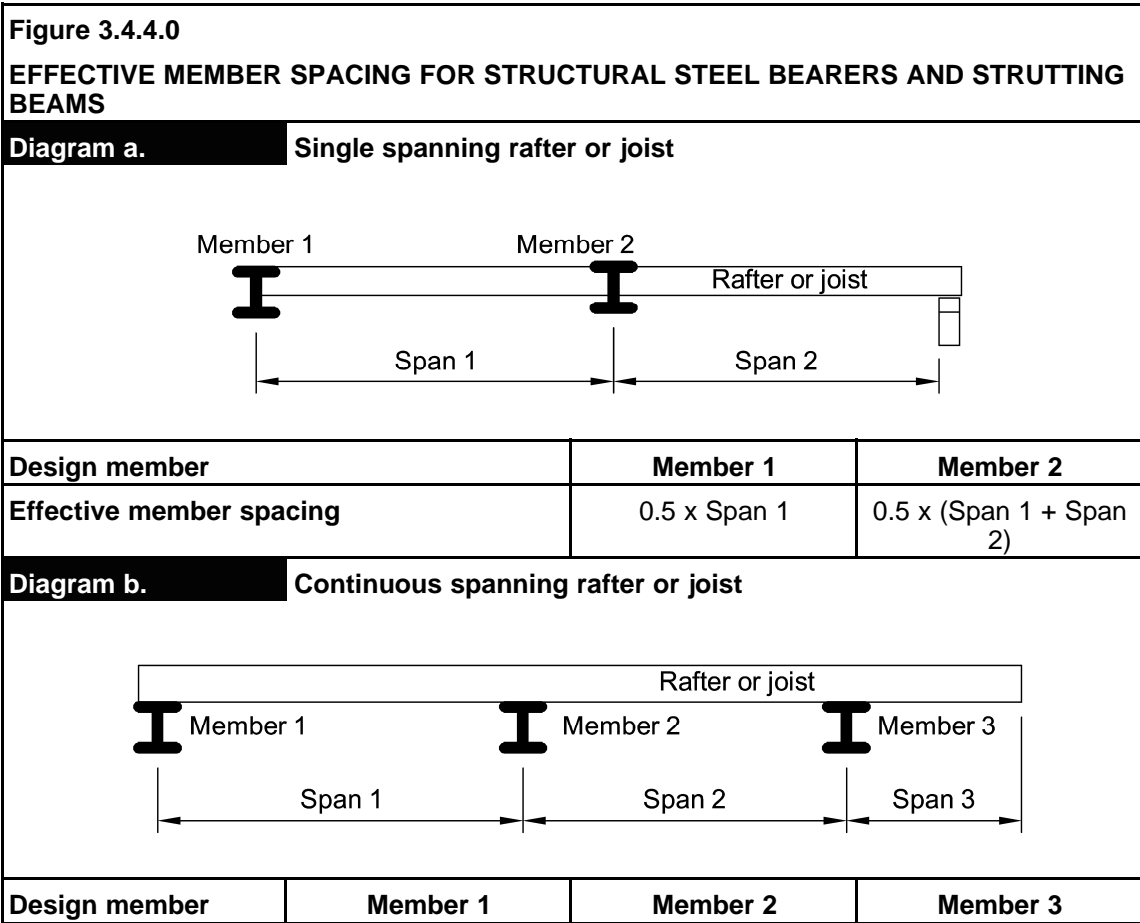 Figure 3.4.4.0
EFFECTIVE MEMBER SPACING FOR STRUCTURAL STEEL BEARERS AND STRUTTING
BEAMS
Diagram a. Single spanning rafter or joist
Member 1 Member 2
Rafter or joist
Span 1 Span 2
Design member Member 1 Member 2
Effective member spacing 0.5 x Span 1 0.5 x (Span 1 + Span
2)
Diagram b. Continuous spanning rafter or joist
Rafter or joist
Member 1 Member 2 Member 3
Span 1 Span 2 Span 3
Design member Member 1 Member 2 Member 3